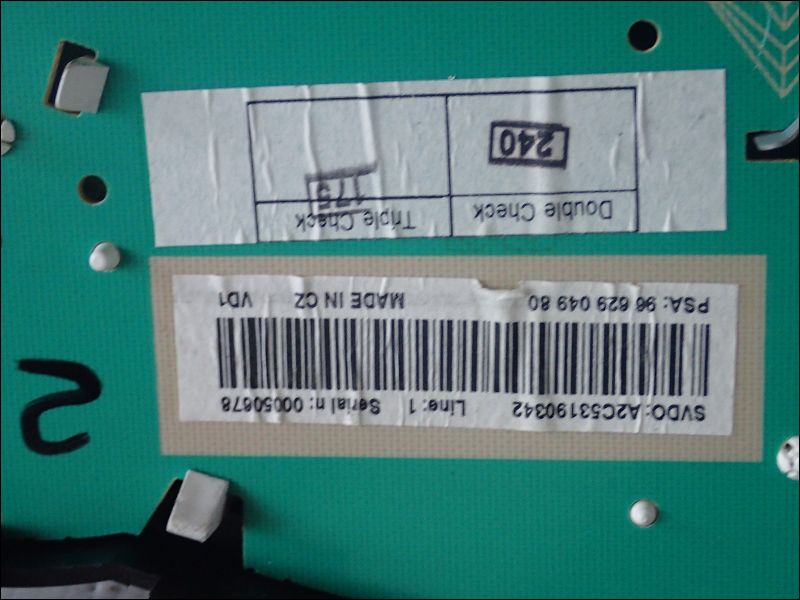 SVDO: A2C53190342 Line: 1 Serial n: 00050678
PSA: 96 629 049 80 MADE IN CZ VD1
Double Check Triple Check
240 175